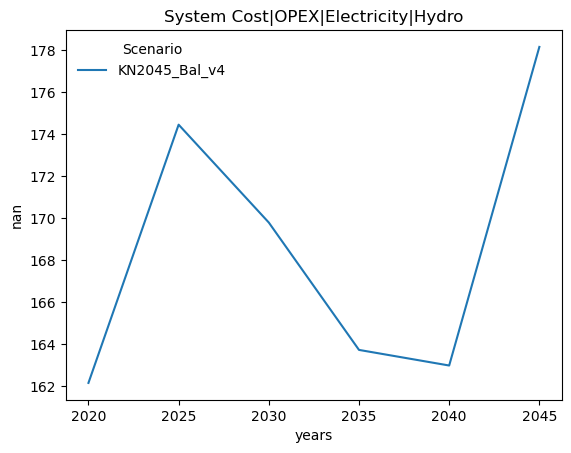 System Cost|OPEX|Electricity|Hydro
Scenario
KN2045_Bal_v4
178
176
174
172
170
168
166
164
162
nan
2020 2025 2030 2035 2040 2045
years